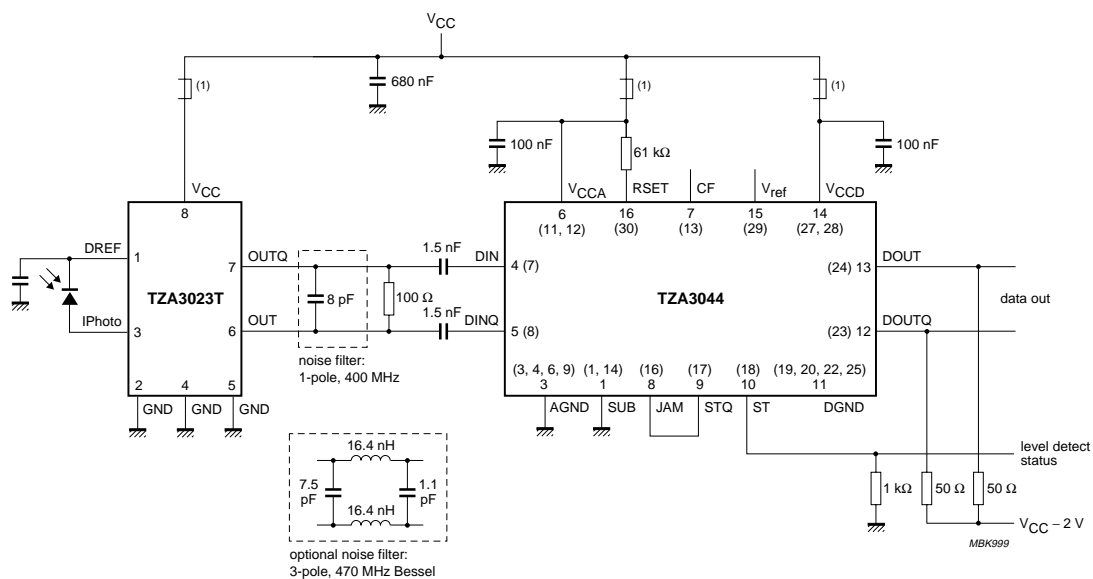 VCC
(1)
680 nF
(1)
(1)
100 nF
61 kΩ
100 nF
VCC
8
VCCA
RSET
CF
Vref
VCCD
6
16
7
15
14
(11, 12)
(30)
(13)
(29)
(27, 28)
DREF
1
OUTQ
7
1.5 nF
DIN
4 (7)
(24) 13
DOUT
TZA3023T
8 pF
100 Ω
TZA3044
data out
1.5 nF
IPhoto
3
6
OUT
DINQ
5 (8)
(23) 12
DOUTQ
noise filter:
1-pole, 400 MHz
2
4
5
GND
GND
GND
(3, 4, 6, 9)
(1, 14)
(16)
(17)
(18)
(19, 20, 22, 25)
3
1
8
9
10
11
AGND
SUB
JAM
STQ
ST
DGND
16.4 nH
7.5
pF
1.1
pF
16.4 nH
optional noise filter:
3-pole, 470 MHz Bessel
level detect
status
1 kΩ
50 Ω
50 Ω
VCC – 2 V
MBK999